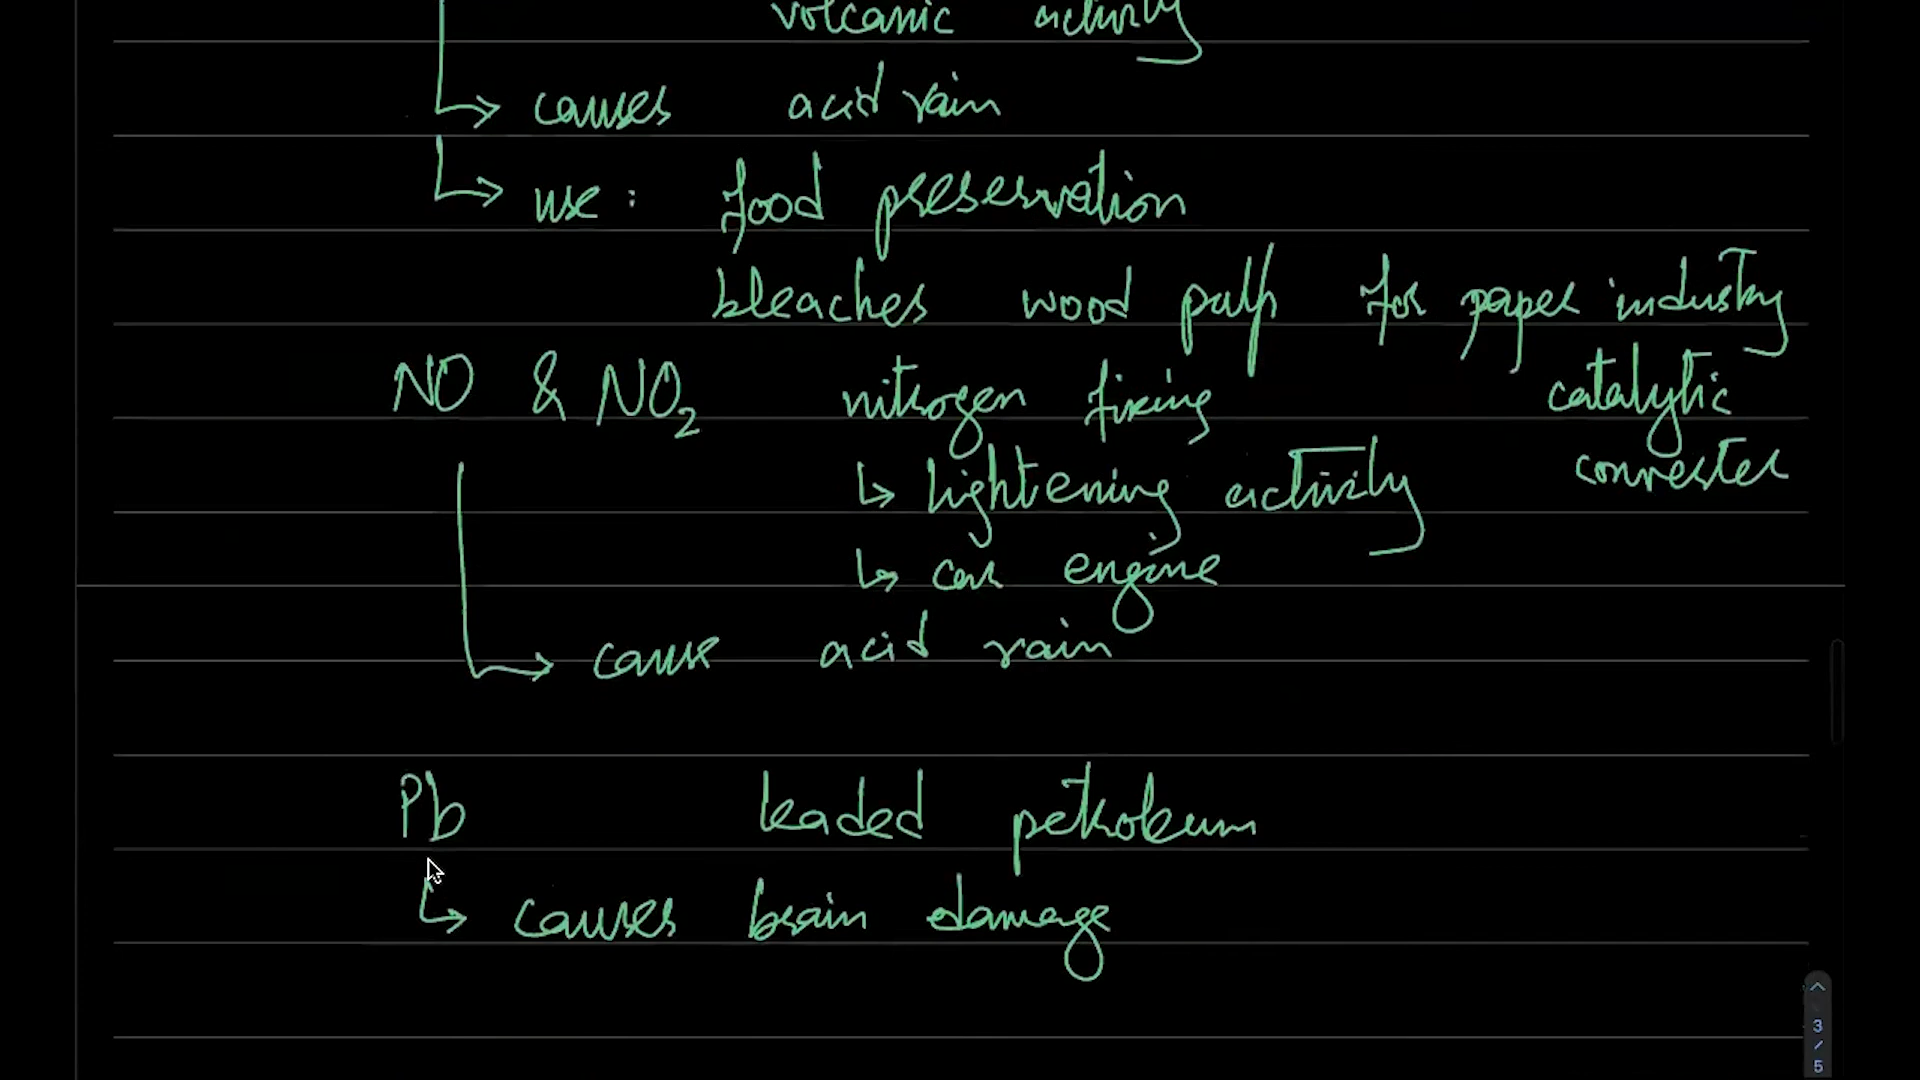 volcanic activity
↳ causes acid rain
↳ use : food preservation
bleaches wood pulp for paper industry
NO & NO₂ nitrogen fixing catalytic
↳ lightening activity converter
↳ car engine
↳ cause acid rain
Pb leaded petroleum
↳ causes brain damage
3
/
5